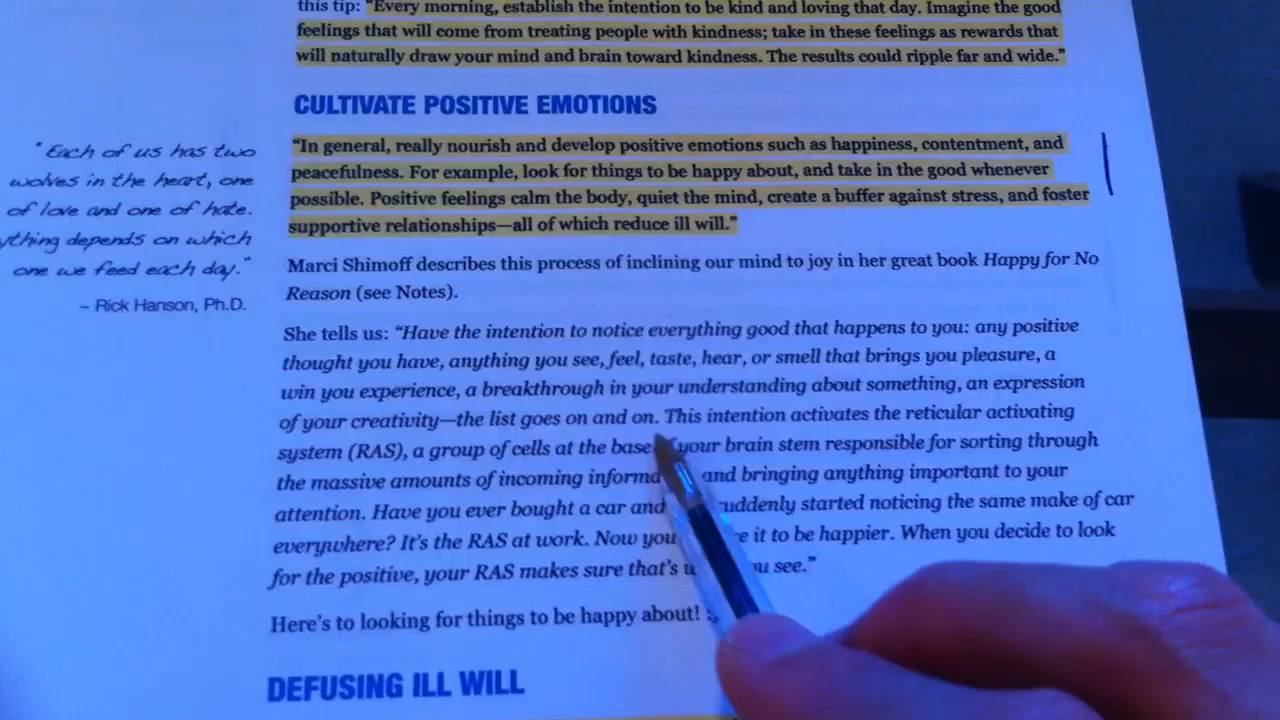 this tip: "Every morning, establish the intention to be kind and loving that day. Imagine the good
feelings that will come from treating people with kindness; take in these feelings as rewards that
will naturally draw your mind and brain toward kindness. The results could ripple far and wide."
CULTIVATE POSITIVE EMOTIONS
"In general, really nourish and develop positive emotions such as happiness, contentment, and
peacefulness. For example, look for things to be happy about, and take in the good whenever
possible. Positive feelings calm the body, quiet the mind, create a buffer against stress, and foster
supportive relationships—all of which reduce ill will."
Marci Shimoff describes this process of inclining our mind to joy in her great book Happy for No
Reason (see Notes).
She tells us: "Have the intention to notice everything good that happens to you: any positive
thought you have, anything you see, feel, taste, hear, or smell that brings you pleasure, a
win you experience, a breakthrough in your understanding about something, an expression
of your creativity—the list goes on and on. This intention activates the reticular activating
system (RAS), a group of cells at the base your brain stem responsible for sorting through
the massive amounts of incoming and bringing anything important to your
attention. Have you ever bought a car and started noticing the same make of car
everywhere? It's the RAS at work. Now you it to be happier. When you decide to look
for the positive, your RAS makes sure that's see."
Here's to looking for things to be happy about!
DEFUSING ILL WILL
"Each of us has two
wolves in the heart, one
of love and one of hate.
depends on which
one we feed each day."
~ Rick Hanson, Ph.D.